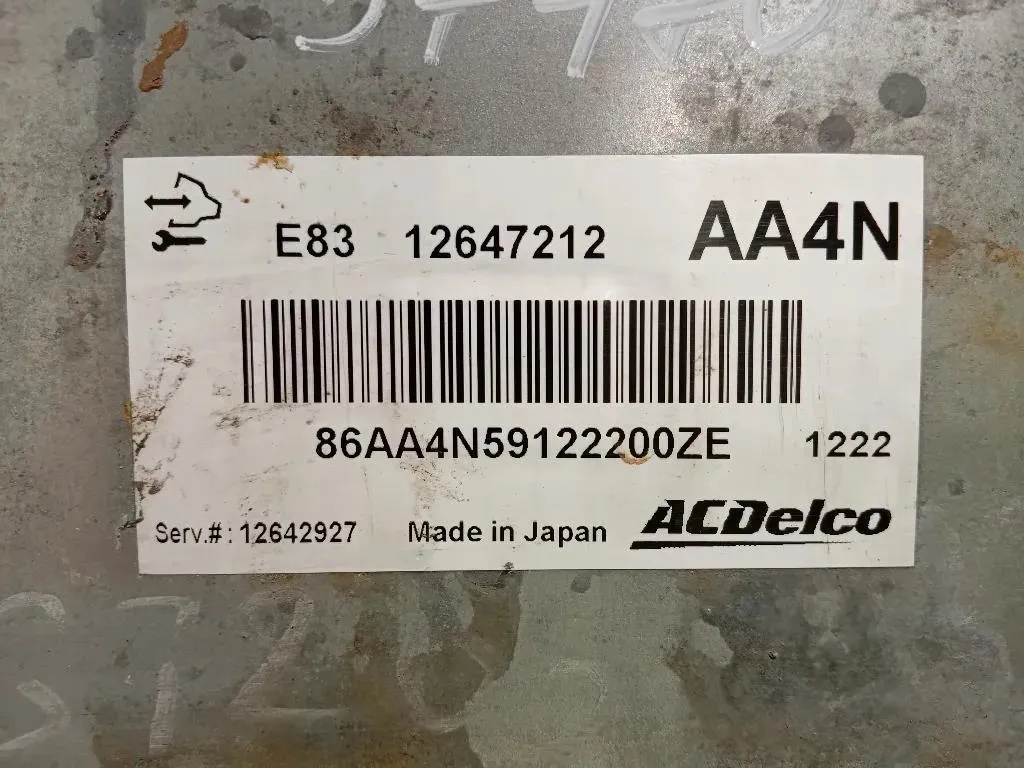 E83 12647212 AA4N
86AA4N59122200ZE 1222
Serv.#: 12642927 Made in Japan ACDelco